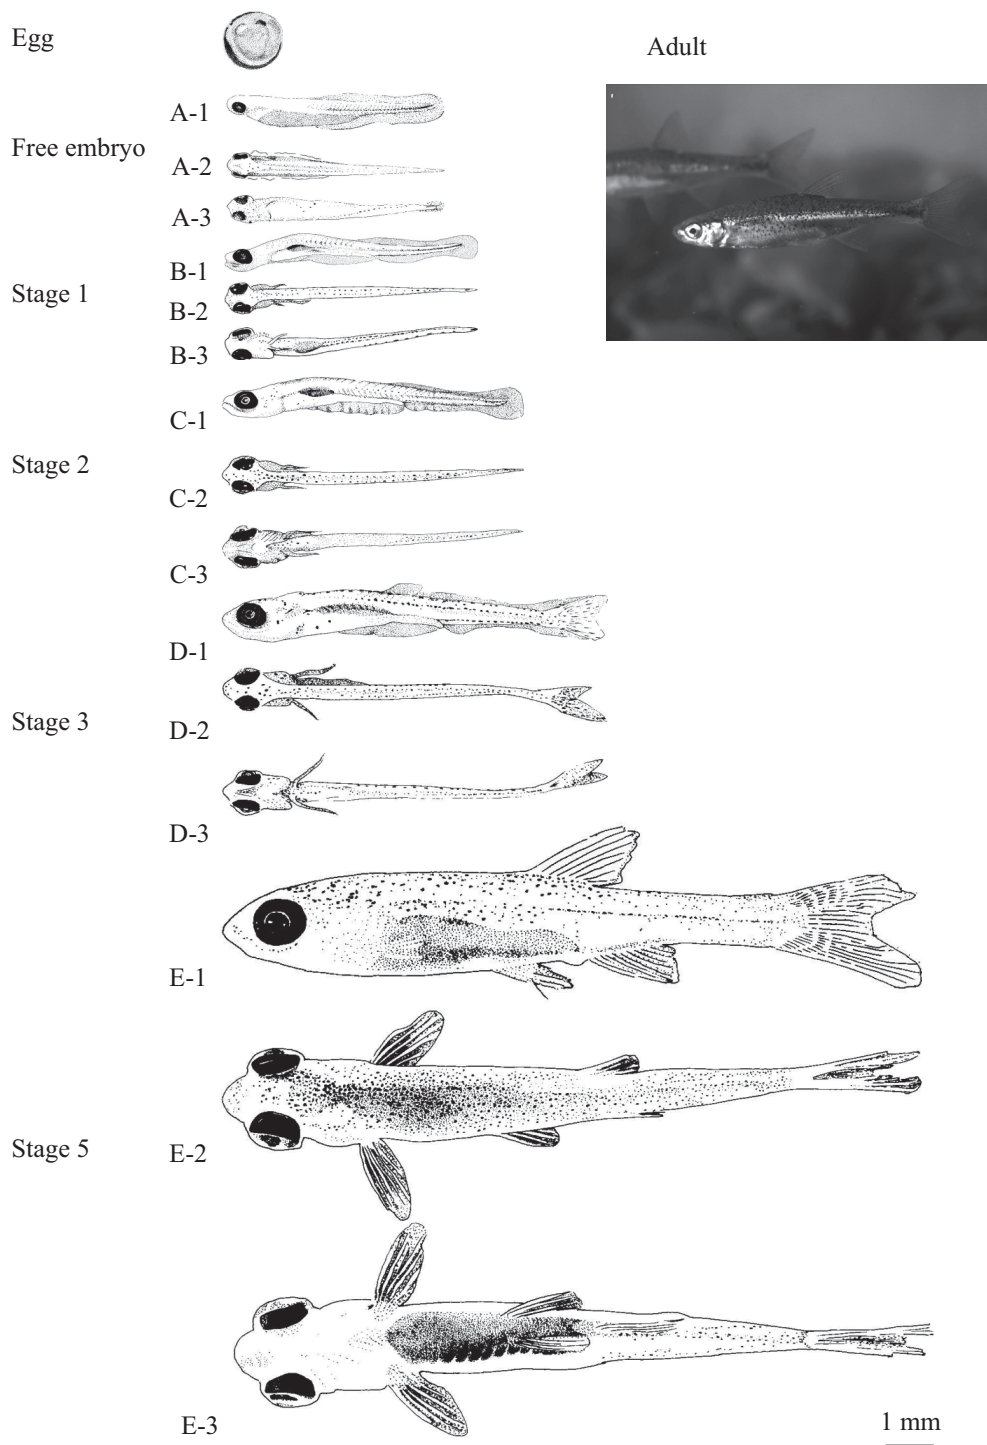 Egg
Adult
A-1
Free embryo
A-2
A-3
B-1
Stage 1
B-2
B-3
C-1
Stage 2
C-2
C-3
D-1
Stage 3
D-2
D-3
E-1
Stage 5
E-2
E-3
1 mm